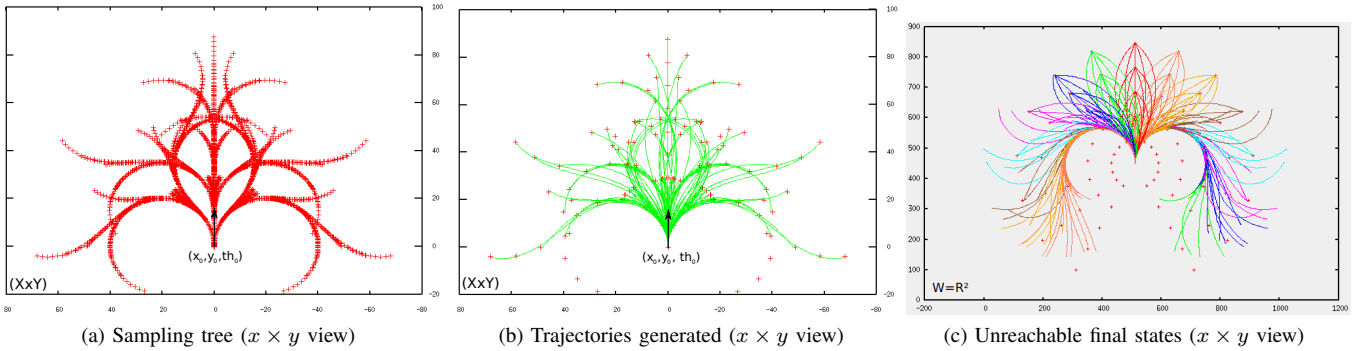 100
80
60
40
20
0
-20
80 60 40 20 0 -20 -40 -60 -80
(x₀,y₀,th₀)
(XxY)
(a) Sampling tree (x × y view)
100
80
60
40
20
0
-20
80 60 40 20 0 -20 -40 -60 -80
(x₀,y₀, th₀)
(XxY)
(b) Trajectories generated (x × y view)
900
800
700
600
500
400
300
200
100
0
-200 0 200 400 600 800 1000 1200
W=R²
(c) Unreachable final states (x × y view)